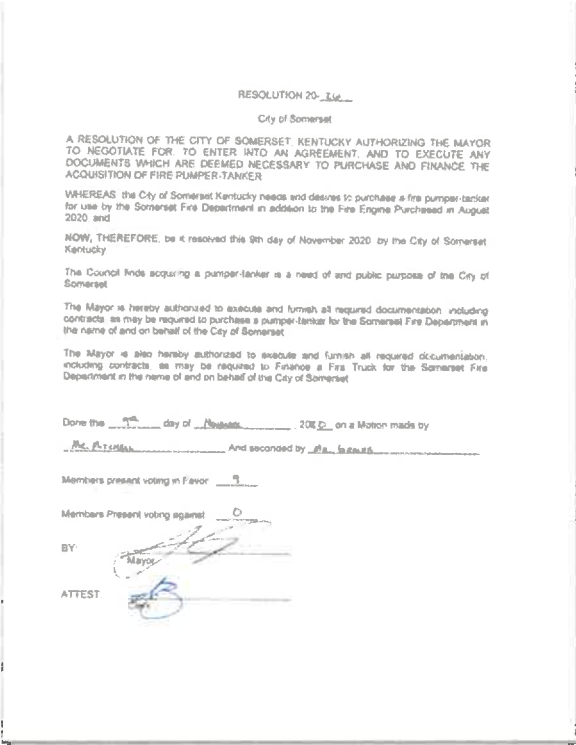 RESOLUTION 20-
City of Somerset
A RESOLUTION OF THE CITY OF SOMERSET, KENTUCKY AUTHORIZING THE MAYOR
TO NEGOTIATE FOR, TO ENTER INTO AN AGREEMENT, AND TO EXECUTE ANY
DOCUMENTS WHICH ARE DEEMED NECESSARY TO PURCHASE AND FINANCE THE
ACQUISITION OF FIRE PUMPER-TANKER
WHEREAS the City of Somerset Kentucky needs and desires to purchase a fire pumper-tanker
for use by the Somerset Fire Department in addition to the Fire Engine Purchased in August
2020 and
NOW, THEREFORE, be it resolved this 9th day of November 2020 by the City of Somerset
Kentucky
The Council finds acquiring a pumper-tanker is a need of and public purpose of the City of
Somerset
The Mayor is hereby authorized to execute and furnish all required documentation, including
contracts, as may be required to purchase a pumper-tanker for the Somerset Fire Department in
the name of and on behalf of the City of Somerset
The Mayor is also hereby authorized to execute and furnish all required documentation,
including contracts, as may be required to Finance a Fire Truck for the Somerset Fire
Department in the name of and on behalf of the City of Somerset
Done the 9th day of November, 2020 on a Motion made by
Mr. Mitchell And seconded by Mr.
Members present voting in Favor 9
Members Present voting against 0
BY:
Mayor
ATTEST